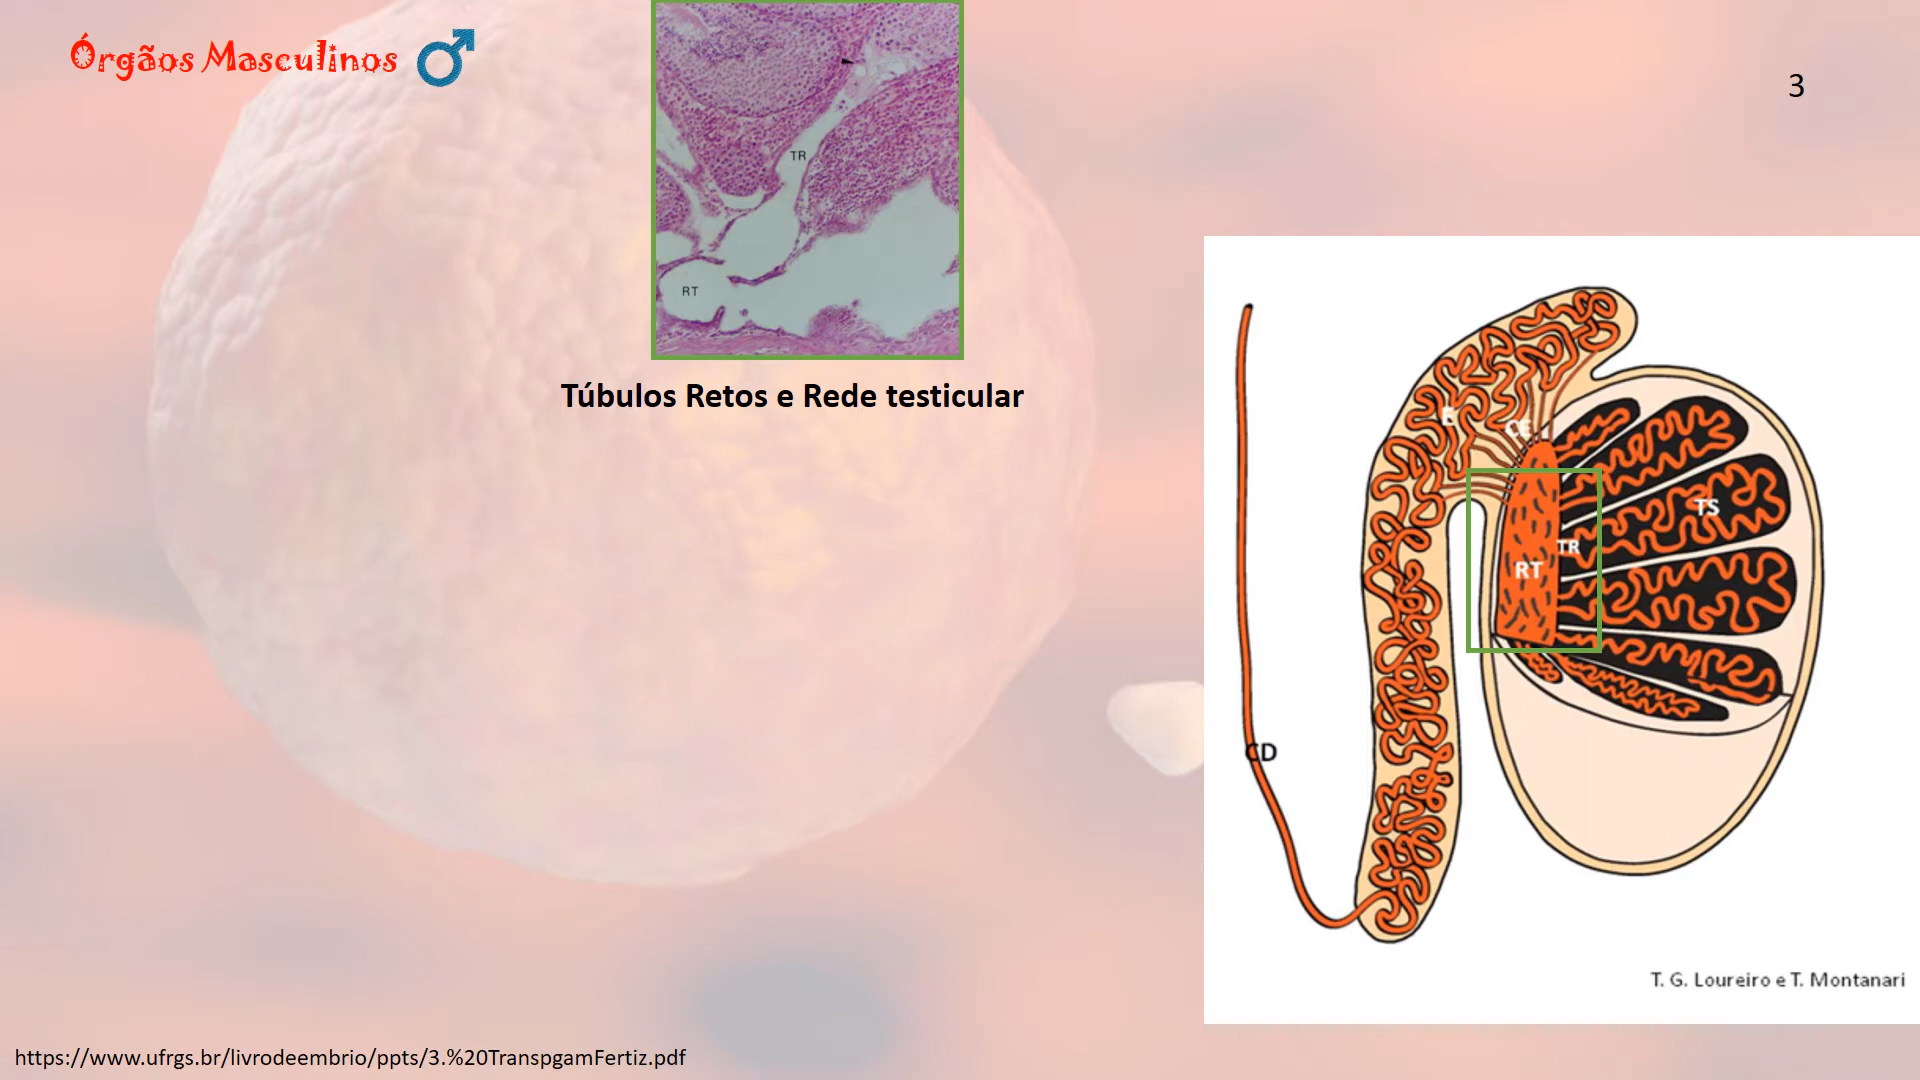 Órgãos Masculinos
3
TR
RT
Túbulos Retos e Rede testicular
E
CE
TS
TR
RT
CD
T. G. Loureiro e T. Montanari
https://www.ufrgs.br/livrodeembrio/ppts/3.%20TranspgamFertiz.pdf